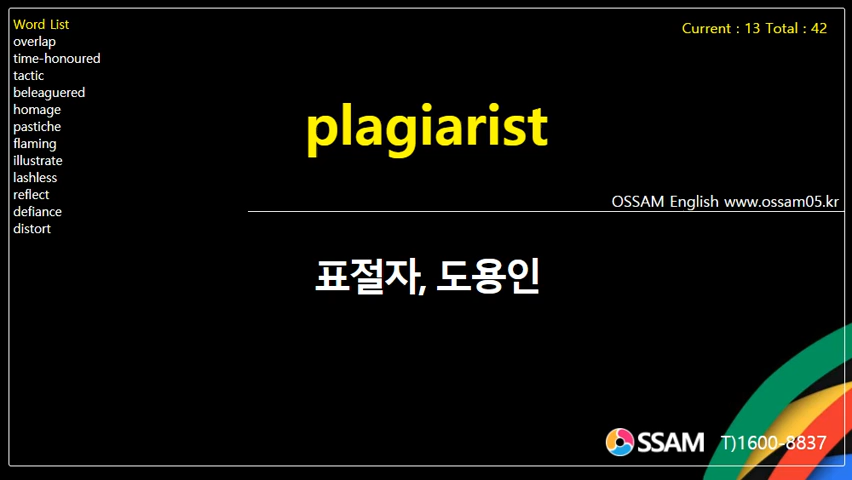 Word List
overlap
time-honoured
tactic
beleaguered
homage
pastiche
flaming
illustrate
lashless
reflect
defiance
distort
Current : 13 Total : 42
plagiarist
OSSAM English www.ossam05.kr
표절자, 도용인
OSSAM T)1600-8837